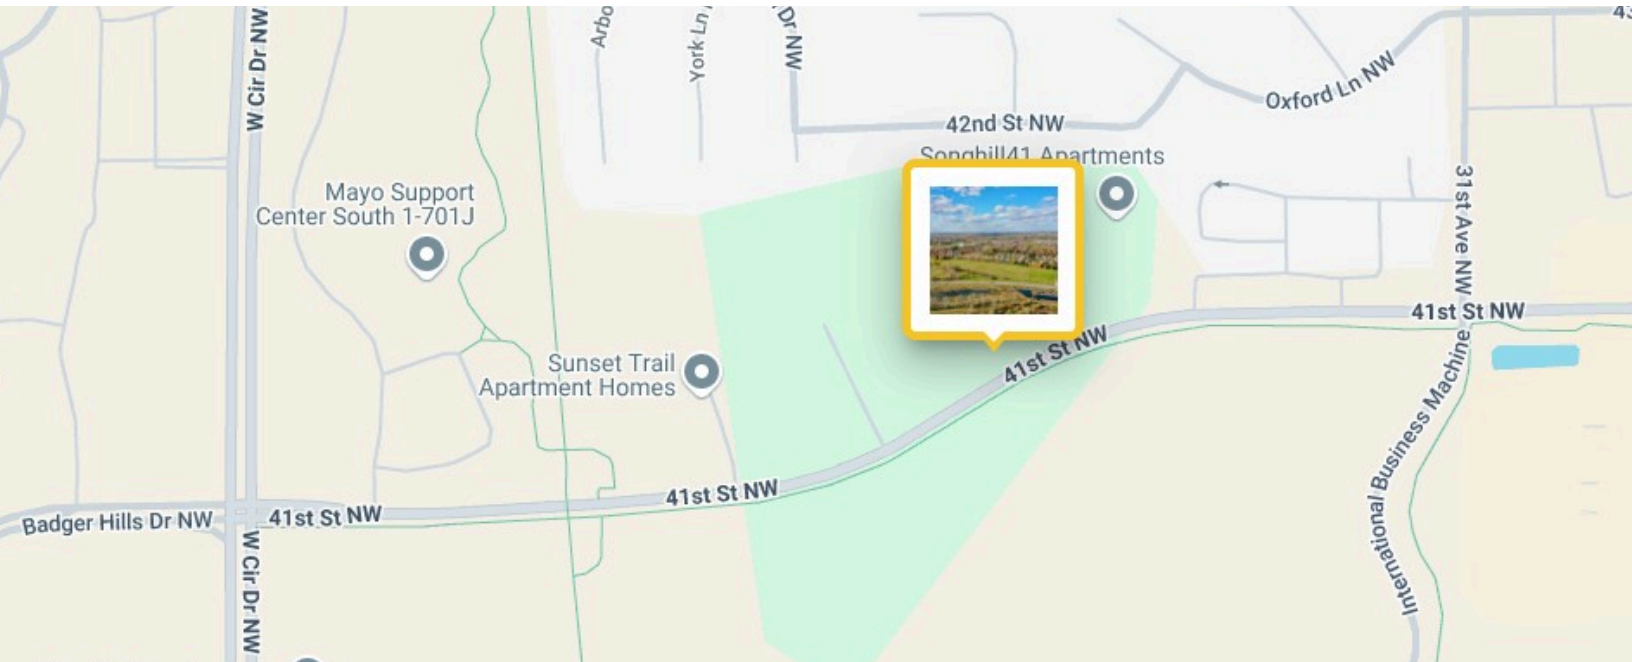 W Cir Dr NW
Arbo
York Ln
Dr NW
43
Oxford Ln NW
42nd St NW
Songhill41 Apartments
31st Ave NW
Mayo Support
Center South 1-701J
41st St NW
41st St NW
Sunset Trail
Apartment Homes
International Business Machine
41st St NW
41st St NW
Badger Hills Dr NW
W Cir Dr NW